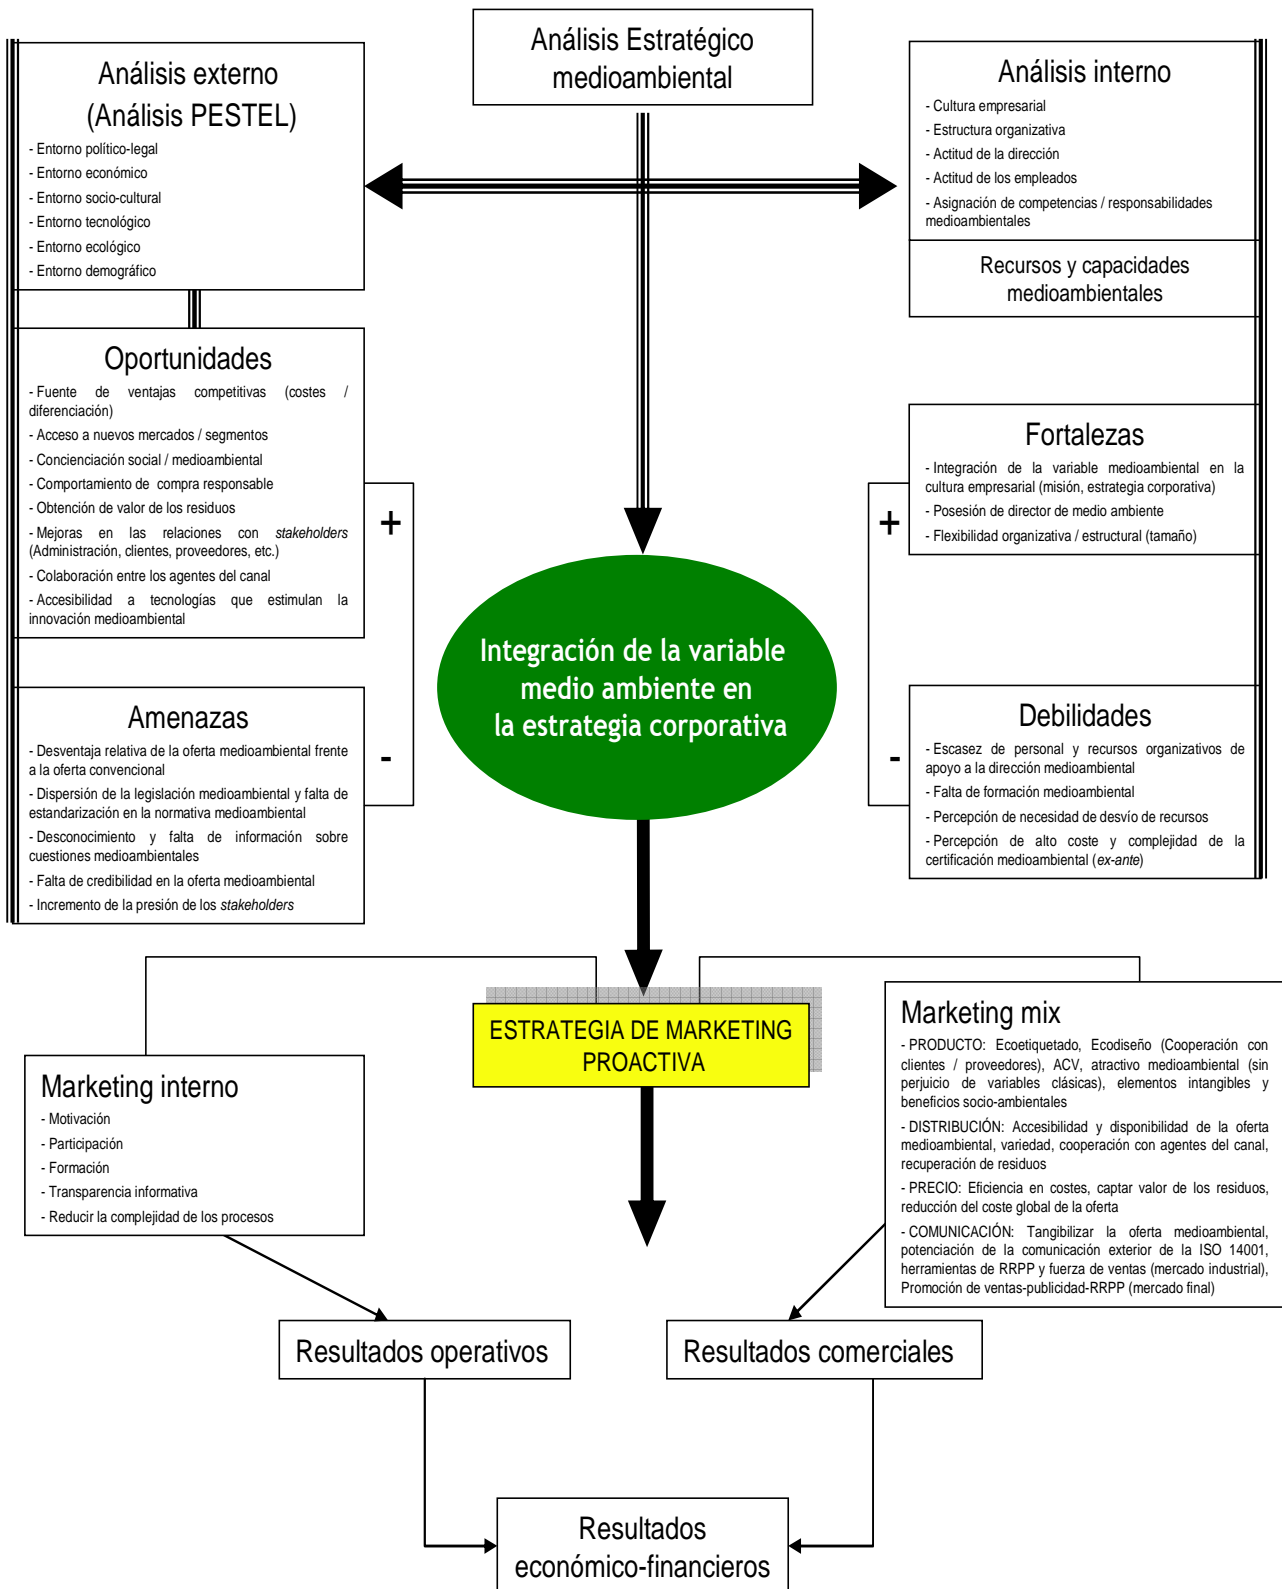 Análisis Estratégico
medioambiental
Análisis externo
(Análisis PESTEL)
- Entorno político-legal
- Entorno económico
- Entorno socio-cultural
- Entorno tecnológico
- Entorno ecológico
- Entorno demográfico
Análisis interno
- Cultura empresarial
- Estructura organizativa
- Actitud de la dirección
- Actitud de los empleados
- Asignación de competencias / responsabilidades
medioambientales
Recursos y capacidades
medioambientales
Oportunidades
- Fuente de ventajas competitivas (costes /
diferenciación)
- Acceso a nuevos mercados / segmentos
- Concienciación social / medioambiental
- Comportamiento de compra responsable
- Obtención de valor de los residuos
- Mejoras en las relaciones con stakeholders
(Administración, clientes, proveedores, etc.)
- Colaboración entre los agentes del canal
- Accesibilidad a tecnologías que estimulan la
innovación medioambiental
+
Fortalezas
- Integración de la variable medioambiental en la
cultura empresarial (misión, estrategia corporativa)
- Posesión de director de medio ambiente
- Flexibilidad organizativa / estructural (tamaño)
+
Integración de la variable
medio ambiente en
la estrategia corporativa
Amenazas
- Desventaja relativa de la oferta medioambiental frente
a la oferta convencional
- Dispersión de la legislación medioambiental y falta de
estandarización en la normativa medioambiental
- Desconocimiento y falta de información sobre
cuestiones medioambientales
- Falta de credibilidad en la oferta medioambiental
- Incremento de la presión de los stakeholders
-
Debilidades
- Escasez de personal y recursos organizativos de
apoyo a la dirección medioambiental
- Falta de formación medioambiental
- Percepción de necesidad de desvío de recursos
- Percepción de alto coste y complejidad de la
certificación medioambiental (ex-ante)
-
ESTRATEGIA DE MARKETING
PROACTIVA
Marketing interno
- Motivación
- Participación
- Formación
- Transparencia informativa
- Reducir la complejidad de los procesos
Marketing mix
- PRODUCTO: Ecoetiquetado, Ecodiseño (Cooperación con
clientes / proveedores), ACV, atractivo medioambiental (sin
perjuicio de variables clásicas), elementos intangibles y
beneficios socio-ambientales
- DISTRIBUCIÓN: Accesibilidad y disponibilidad de la oferta
medioambiental, variedad, cooperación con agentes del canal,
recuperación de residuos
- PRECIO: Eficiencia en costes, captar valor de los residuos,
reducción del coste global de la oferta
- COMUNICACIÓN: Tangibilizar la oferta medioambiental,
potenciación de la comunicación exterior de la ISO 14001,
herramientas de RRPP y fuerza de ventas (mercado industrial),
Promoción de ventas-publicidad-RRPP (mercado final)
Resultados operativos
Resultados comerciales
Resultados
económico-financieros